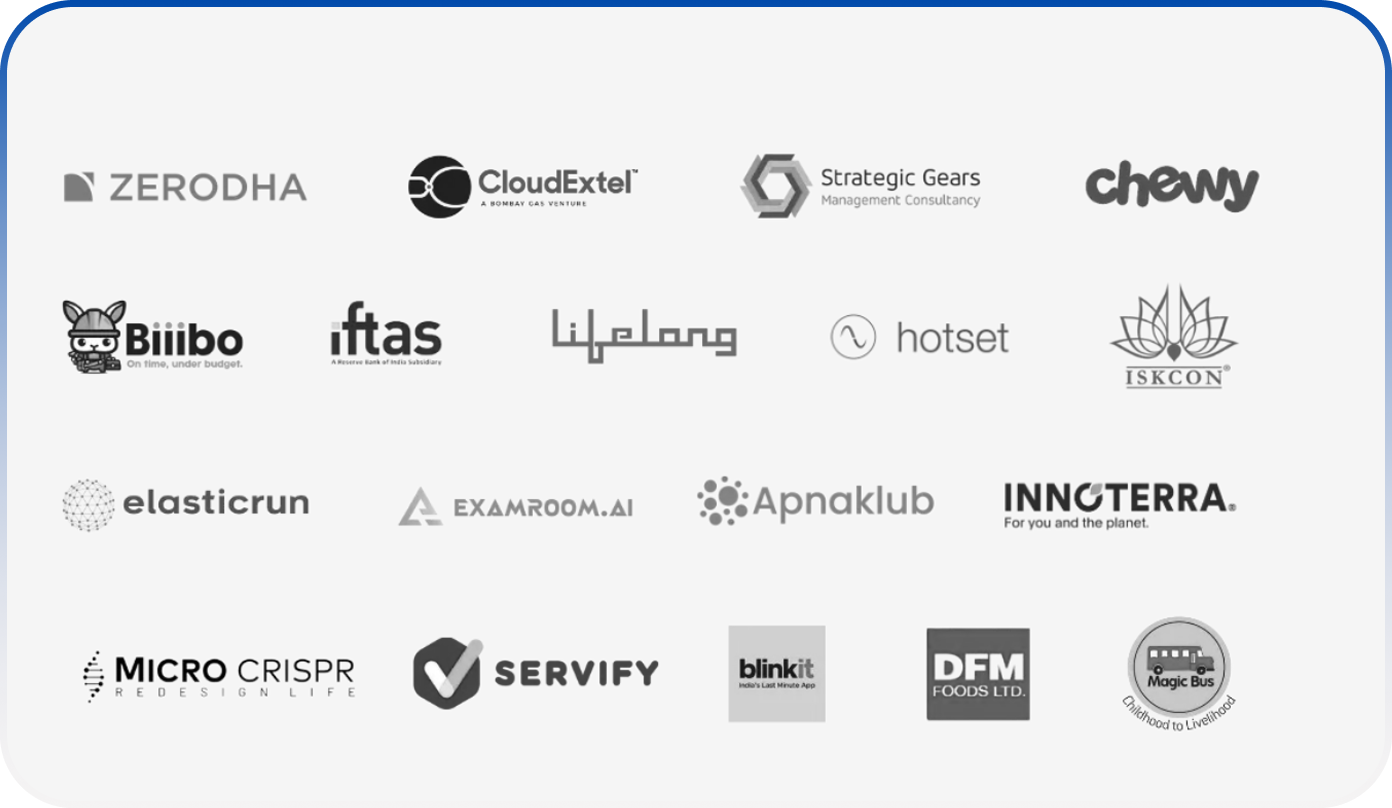 ZERODHA
CloudExtel™
A BOMBAY GAS VENTURE
Strategic Gears
Management Consultancy
chewy
Biiibo
On time, under budget.
iftas
A Reserve Bank of India Subsidiary
lifelong
hotset
ISKCON®
elasticrun
EXAMROOM.AI
Apnaklub
INNOTERRA®
For you and the planet.
MICRO CRISPR
REDESIGN LIFE
SERVIFY
blinkit
India's Last Minute App
DFM
FOODS LTD.
Magic Bus
Childhood to Livelihood